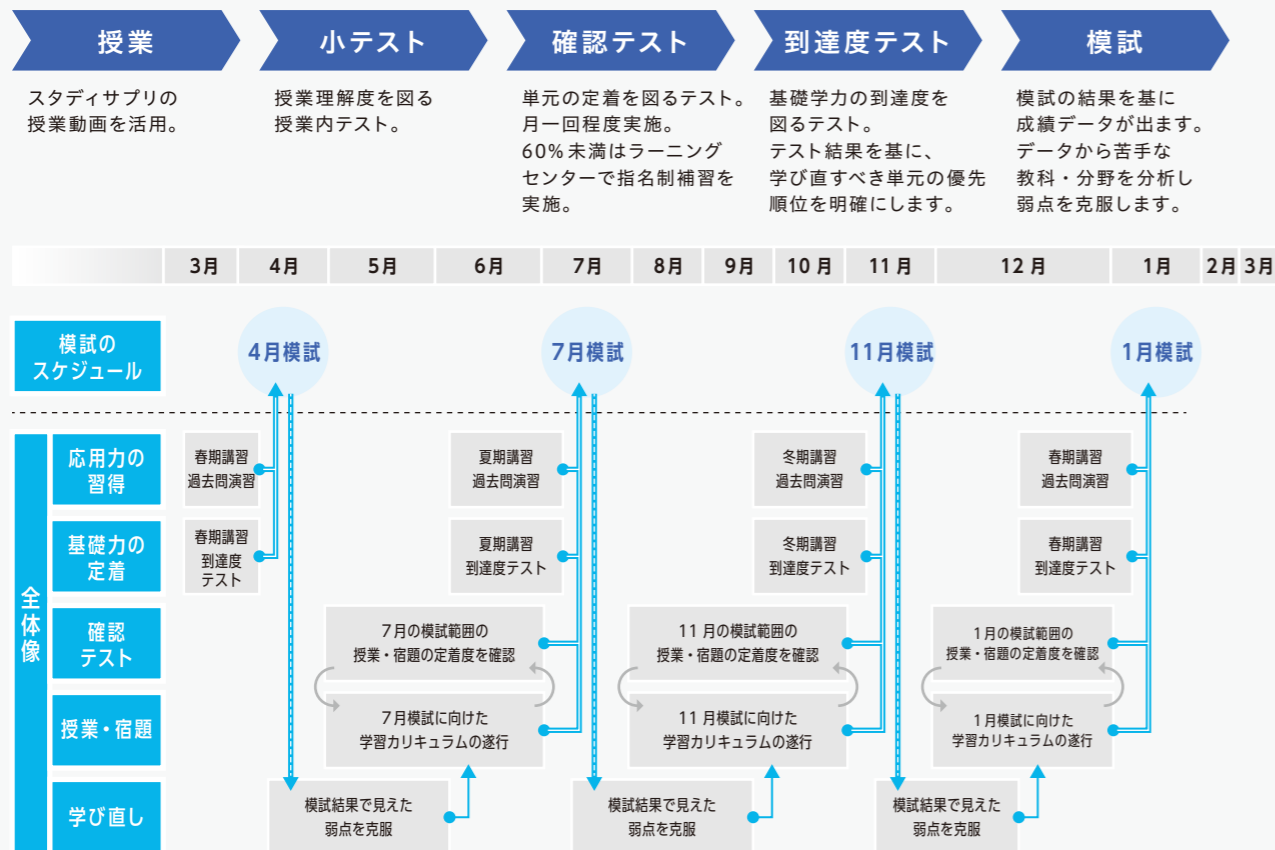 授業
小テスト
確認テスト
到達度テスト
模試
スタディサプリの
授業動画を活用。
授業理解度を図る
授業内テスト。
単元の定着を図るテスト。
月一回程度実施。
60%未満はラーニング
センターで指名制補習を
実施。
基礎学力の到達度を
図るテスト。
テスト結果を基に、
学び直すべき単元の優先
順位を明確にします。
模試の結果を基に
成績データが出ます。
データから苦手な
教科・分野を分析し
弱点を克服します。
3月 4月 5月 6月 7月 8月 9月 10月 11月 12月 1月 2月 3月
模試の
スケジュール
4月模試
7月模試
11月模試
1月模試
全体像
応用力の
習得
春期講習
過去問演習
夏期講習
過去問演習
冬期講習
過去問演習
春期講習
過去問演習
基礎力の
定着
春期講習
到達度
テスト
夏期講習
到達度テスト
冬期講習
到達度テスト
春期講習
到達度テスト
確認
テスト
7月の模試範囲の
授業・宿題の定着度を確認
11月の模試範囲の
授業・宿題の定着度を確認
1月の模試範囲の
授業・宿題の定着度を確認
授業・宿題
7月模試に向けた
学習カリキュラムの遂行
11月模試に向けた
学習カリキュラムの遂行
1月模試に向けた
学習カリキュラムの遂行
学び直し
模試結果で見えた
弱点を克服
模試結果で見えた
弱点を克服
模試結果で見えた
弱点を克服